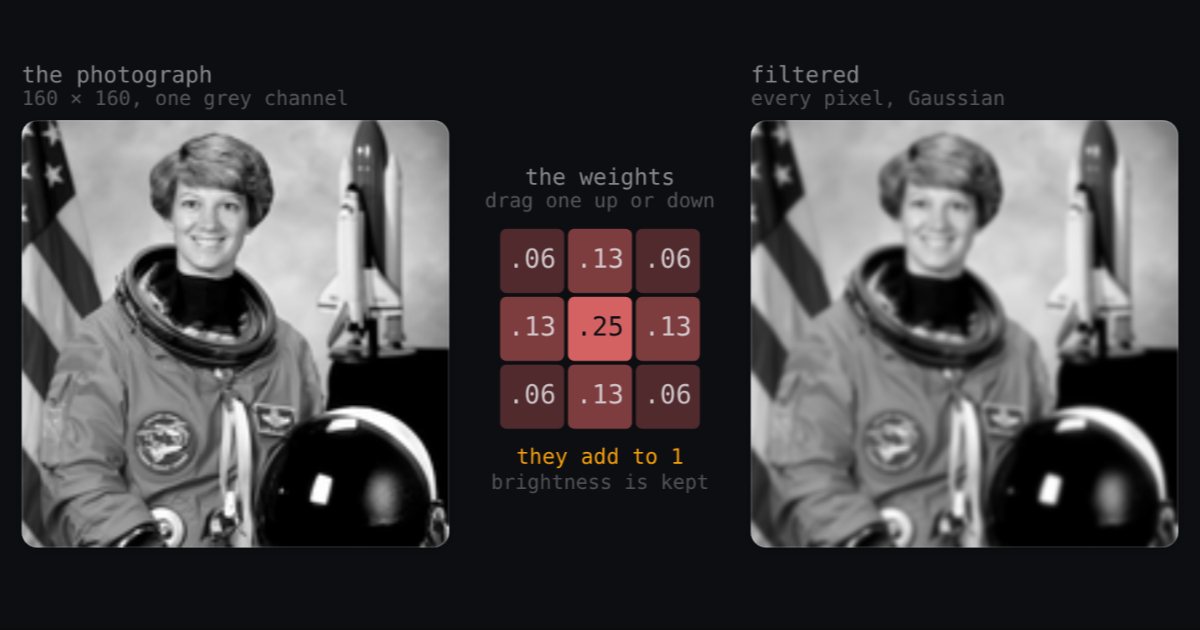 the photograph
160 × 160, one grey channel
filtered
every pixel, Gaussian
the weights
drag one up or down
.06 .13 .06
.13 .25 .13
.06 .13 .06
they add to 1
brightness is kept